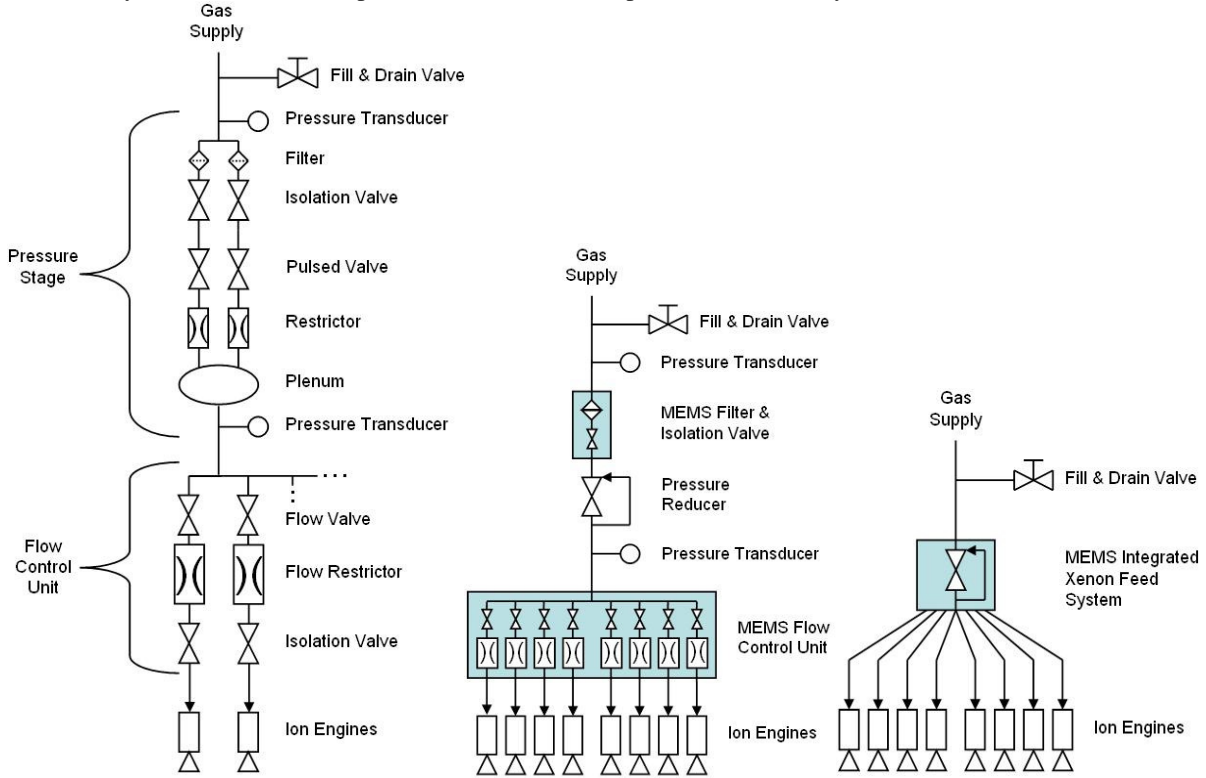 Gas
Supply
Fill & Drain Valve
Pressure Transducer
Filter
Isolation Valve
Pressure
Stage
Pulsed Valve
Restrictor
Plenum
Pressure Transducer
Flow
Control
Unit
Flow Valve
Flow Restrictor
Isolation Valve
Ion Engines
Gas
Supply
Fill & Drain Valve
Pressure Transducer
MEMS Filter &
Isolation Valve
Pressure
Reducer
Pressure Transducer
MEMS Flow
Control Unit
Ion Engines
Gas
Supply
Fill & Drain Valve
MEMS Integrated
Xenon Feed
System
Ion Engines